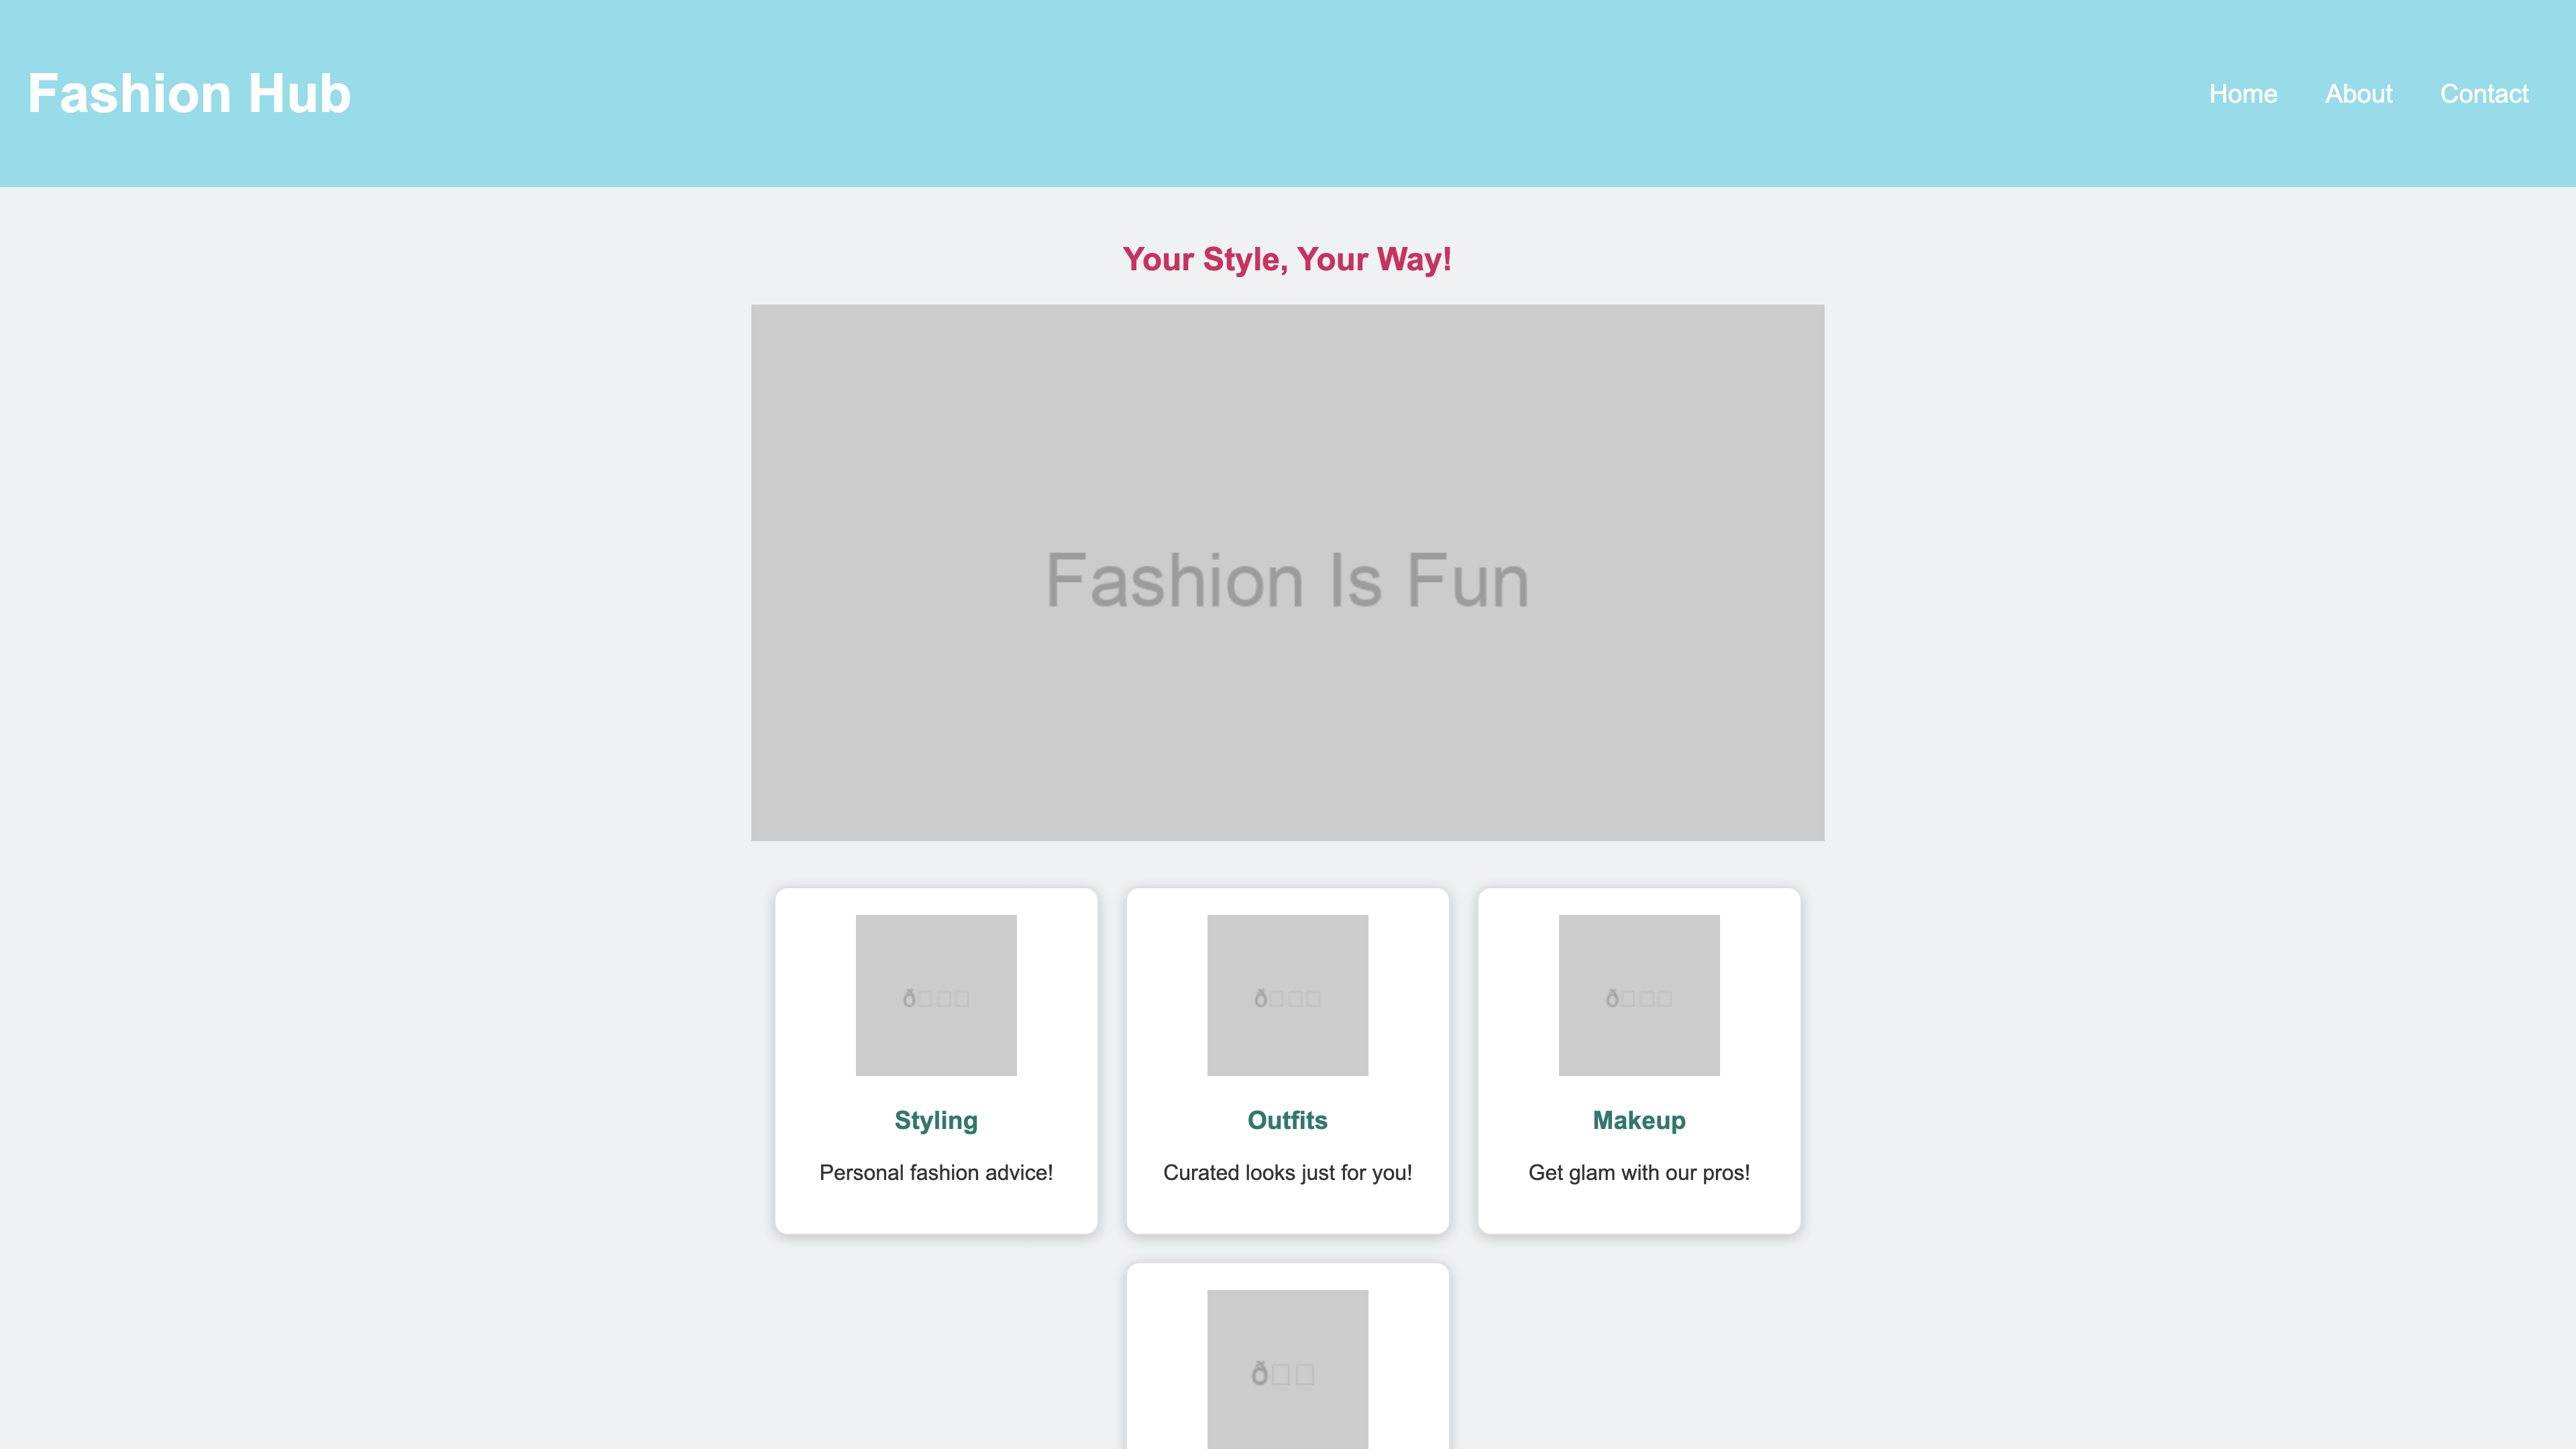 Fashion Hub
Home About Contact
Your Style, Your Way!
Fashion Is Fun
Styling
Personal fashion advice!
Outfits
Curated looks just for you!
Makeup
Get glam with our pros!